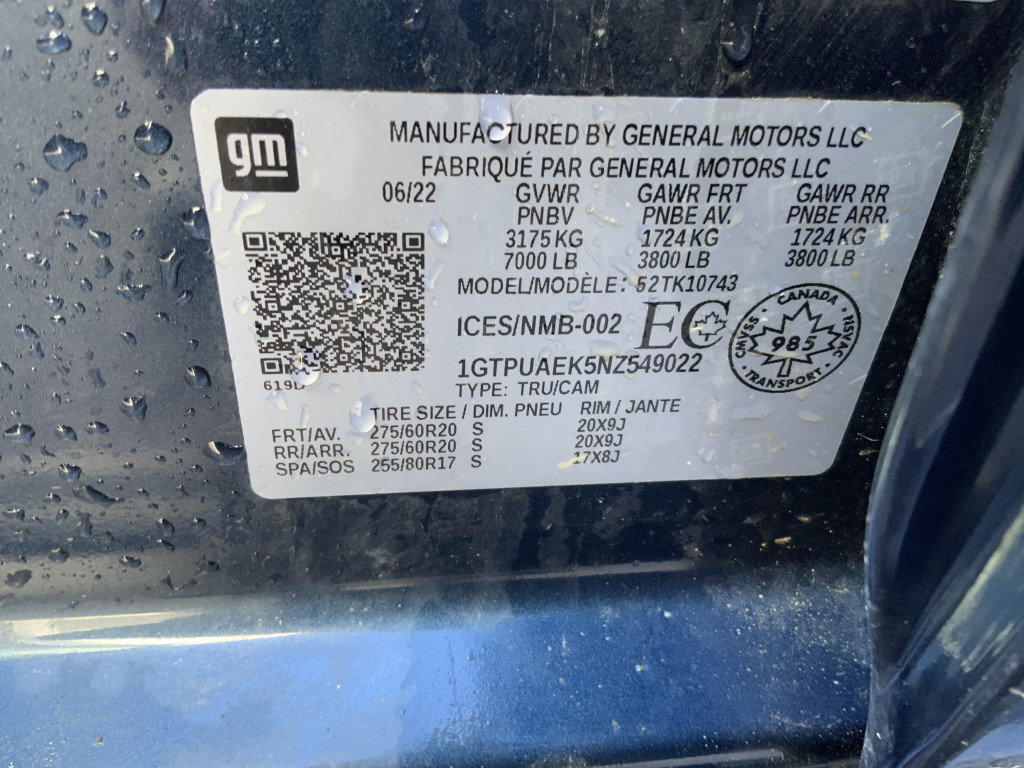 gm
MANUFACTURED BY GENERAL MOTORS LLC
FABRIQUÉ PAR GENERAL MOTORS LLC
06/22 GVWR GAWR FRT GAWR RR
PNBV PNBE AV. PNBE ARR.
3175 KG 1724 KG 1724 KG
7000 LB 3800 LB 3800 LB
MODEL/MODÈLE: 52TK10743
ICES/NMB-002 EC
CANADA
CMVSS 985 NSVAC
TRANSPORT
1GTPUAEK5NZ549022
TYPE: TRU/CAM
619D
TIRE SIZE / DIM. PNEU RIM / JANTE
FRT/AV. 275/60R20 S 20X9J
RR/ARR. 275/60R20 S 20X9J
SPA/SOS 255/80R17 S 17X8J